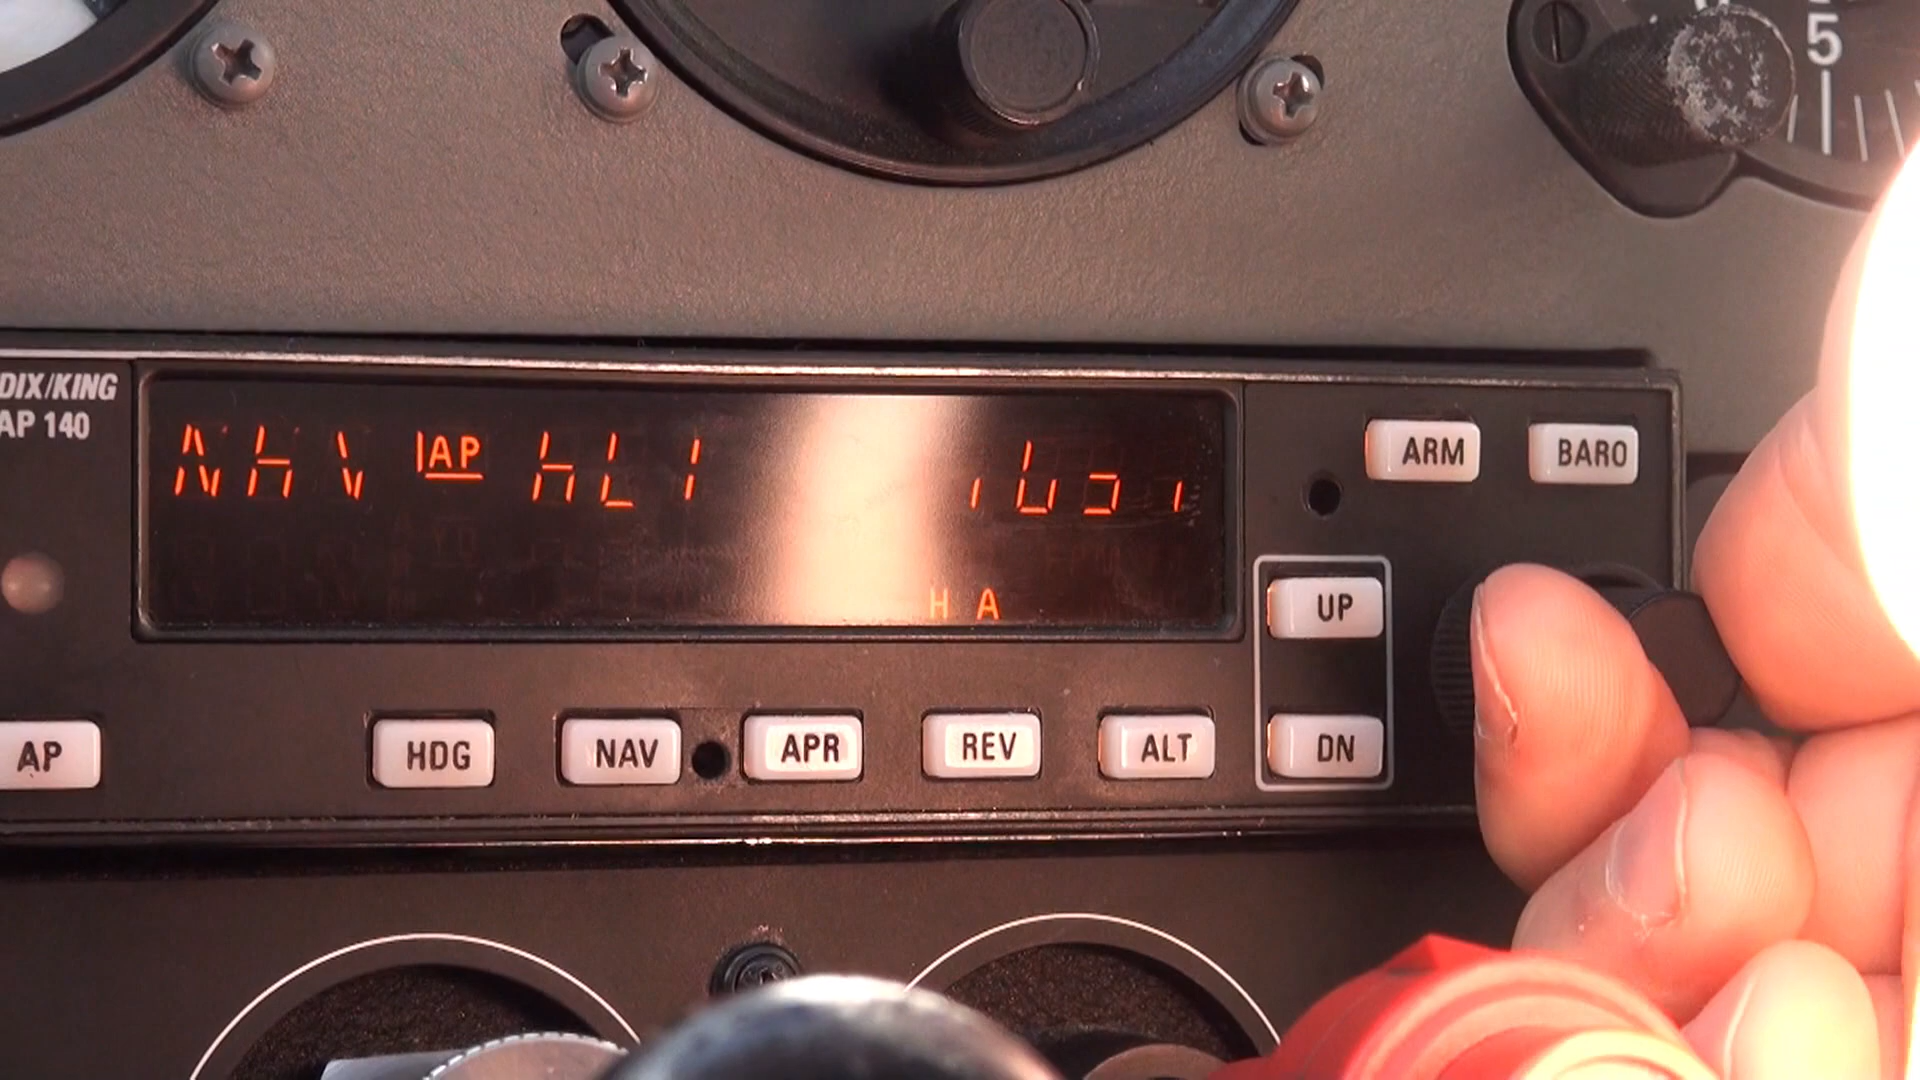 5
DIX/KING
AP 140
NAV AP ALT
HA
ARM BARO
UP
AP HDG NAV APR REV ALT DN